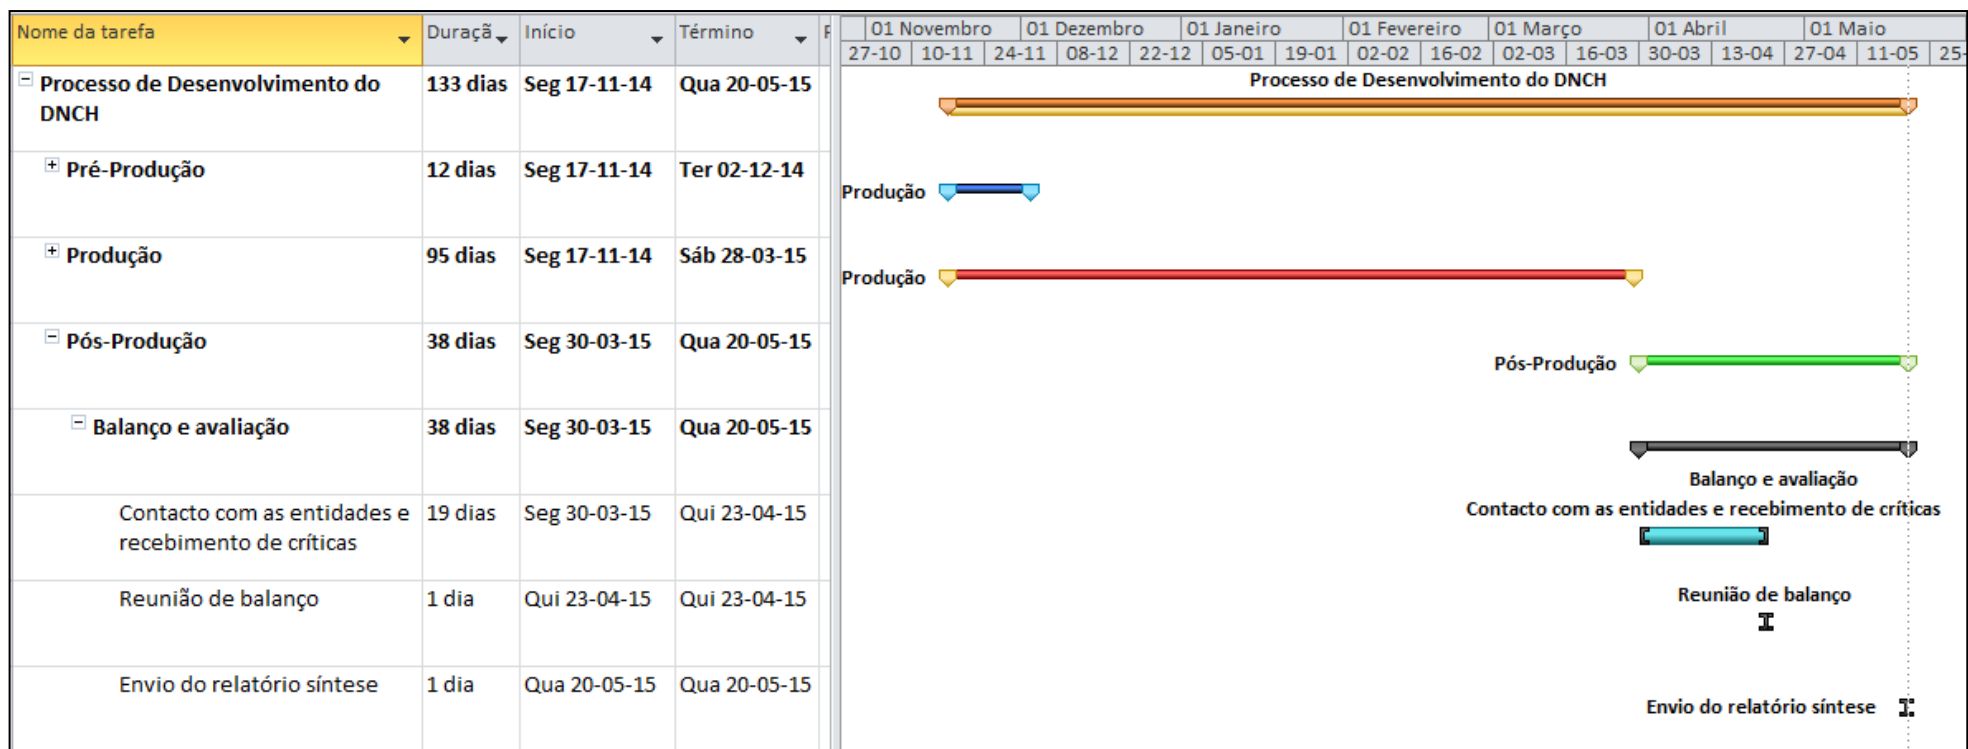 Nome da tarefa Duraçã Início Término 01 Novembro 01 Dezembro 01 Janeiro 01 Fevereiro 01 Março 01 Abril 01 Maio
27-10 10-11 24-11 08-12 22-12 05-01 19-01 02-02 16-02 02-03 16-03 30-03 13-04 27-04 11-05 25-
Processo de Desenvolvimento do 133 dias Seg 17-11-14 Qua 20-05-15 Processo de Desenvolvimento do DNCH
DNCH
Pré-Produção 12 dias Seg 17-11-14 Ter 02-12-14
Produção
Produção 95 dias Seg 17-11-14 Sáb 28-03-15
Produção
Pós-Produção 38 dias Seg 30-03-15 Qua 20-05-15
Pós-Produção
Balanço e avaliação 38 dias Seg 30-03-15 Qua 20-05-15
Balanço e avaliação
Contacto com as entidades e 19 dias Seg 30-03-15 Qui 23-04-15 Contacto com as entidades e recebimento de críticas
recebimento de críticas
Reunião de balanço 1 dia Qui 23-04-15 Qui 23-04-15 Reunião de balanço
Envio do relatório síntese 1 dia Qua 20-05-15 Qua 20-05-15
Envio do relatório síntese